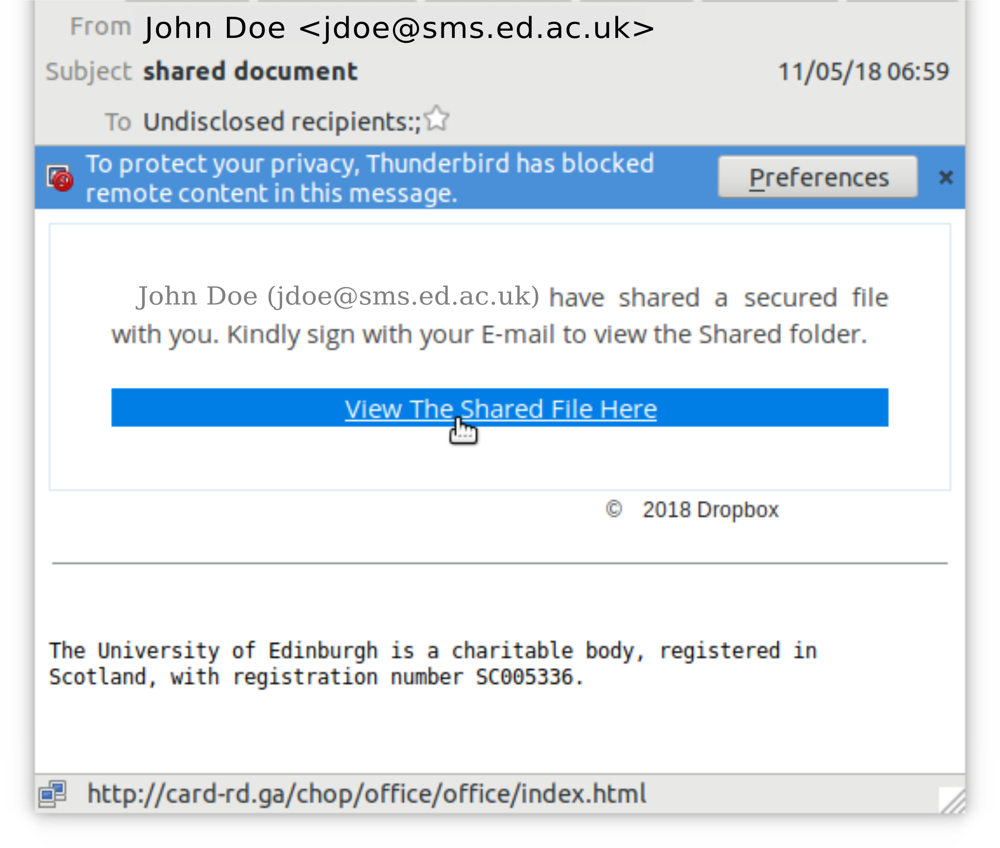 From John Doe <jdoe@sms.ed.ac.uk>
Subject shared document 11/05/18 06:59
To Undisclosed recipients:;
To protect your privacy, Thunderbird has blocked
remote content in this message.
Preferences
John Doe (jdoe@sms.ed.ac.uk) have shared a secured file
with you. Kindly sign with your E-mail to view the Shared folder.
View The Shared File Here
© 2018 Dropbox
The University of Edinburgh is a charitable body, registered in
Scotland, with registration number SC005336.
http://card-rd.ga/chop/office/office/index.html